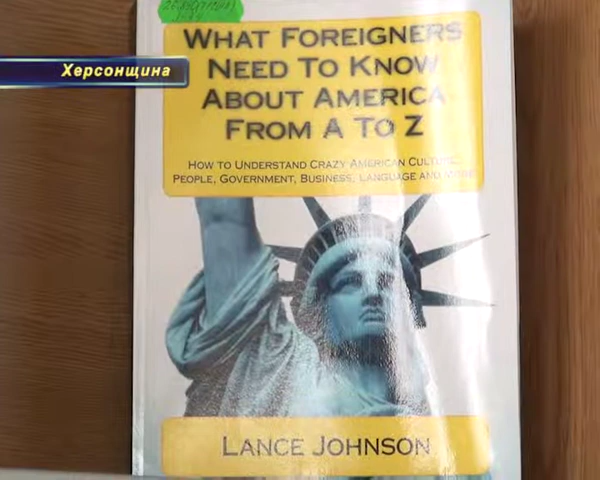 Херсонщина
WHAT FOREIGNERS
NEED TO KNOW
ABOUT AMERICA
FROM A TO Z
HOW TO UNDERSTAND CRAZY AMERICAN CULTURE,
PEOPLE, GOVERNMENT, BUSINESS, LANGUAGE AND MORE
LANCE JOHNSON